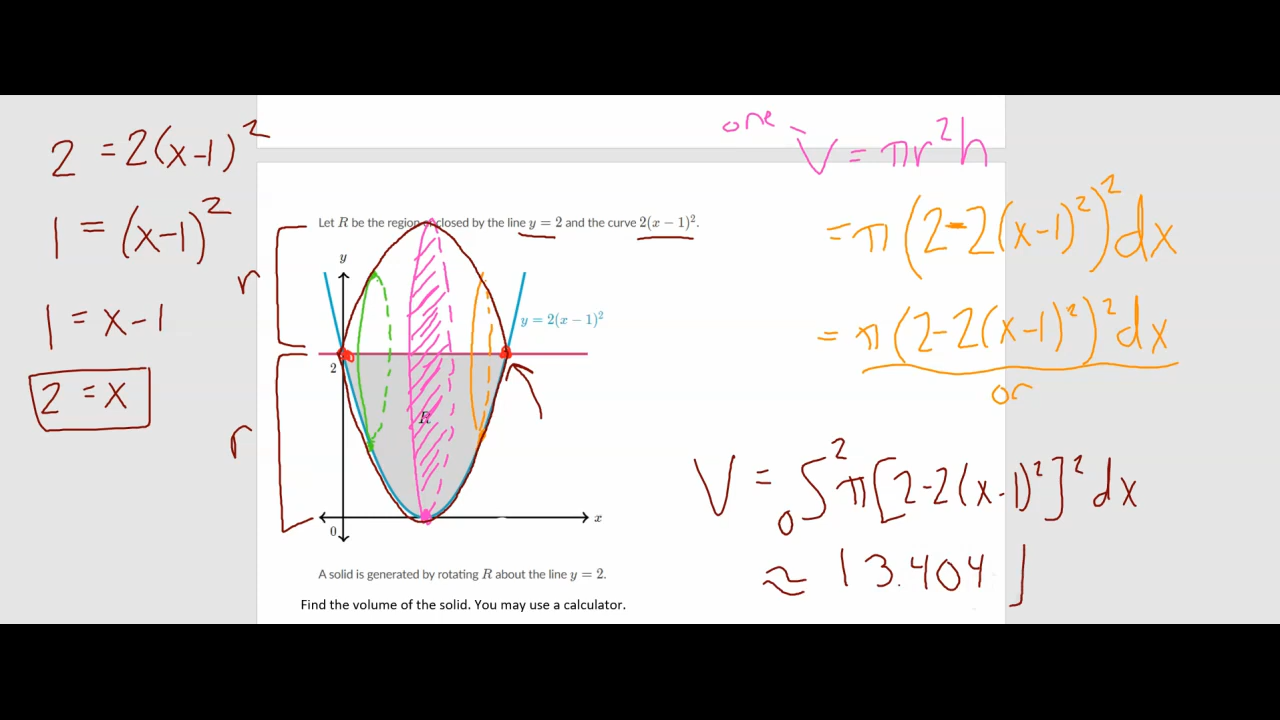 2 = 2(x-1)²
1 = (x-1)²
1 = x-1
2 = x
Let R be the region enclosed by the line y = 2 and the curve 2(x − 1)².
r
r
y
y = 2(x − 1)²
2
R
0
x
A solid is generated by rotating R about the line y = 2.
Find the volume of the solid. You may use a calculator.
one
V = πr²h
= π(2-2(x-1)²)²dx
= π(2-2(x-1)²)²dx
or
V = ∫₀² π[2-2(x-1)²]²dx
≈ 13.404